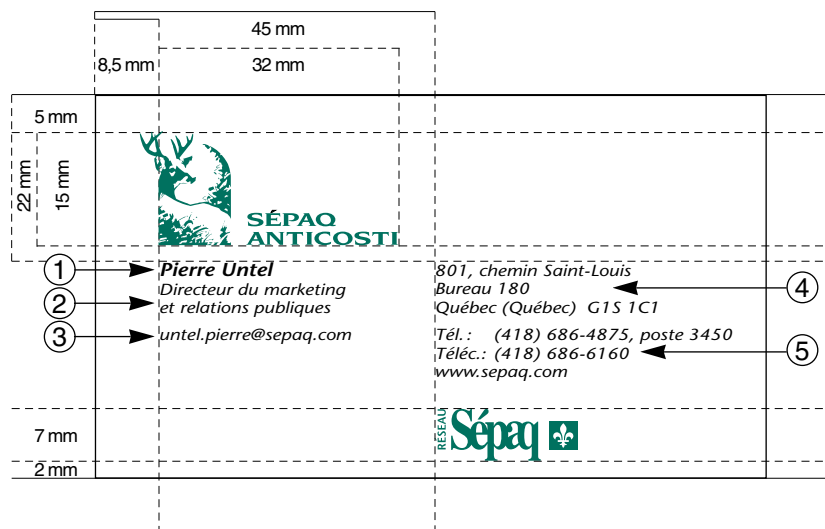 45 mm
8,5 mm
32 mm
5 mm
22 mm
15 mm
SÉPAQ
ANTICOSTI
1
Pierre Untel
2
Directeur du marketing
et relations publiques
3
untel.pierre@sepaq.com
801, chemin Saint-Louis
Bureau 180
Québec (Québec)  G1S 1C1
4
Tél. :   (418) 686-4875, poste 3450
Téléc.: (418) 686-6160
www.sepaq.com
5
7 mm
RÉSEAU
Sépaq
2 mm